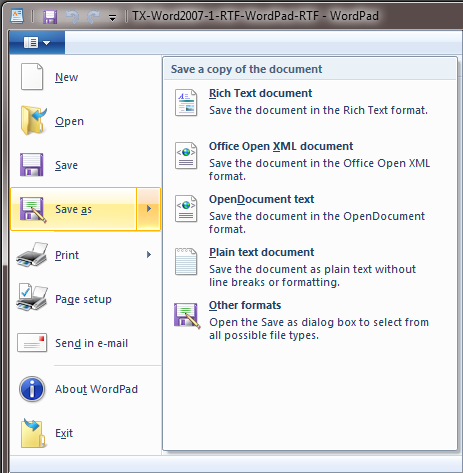 TX-Word2007-1-RTF-WordPad-RTF - WordPad
New
Open
Save
Save as
Print
Page setup
Send in e-mail
About WordPad
Exit
Save a copy of the document
Rich Text document
Save the document in the Rich Text format.
Office Open XML document
Save the document in the Office Open XML
format.
OpenDocument text
Save the document in the OpenDocument
format.
Plain text document
Save the document as plain text without
line breaks or formatting.
Other formats
Open the Save as dialog box to select from
all possible file types.